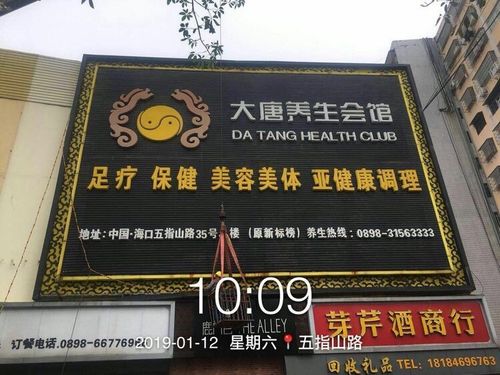 大唐养生会馆
DA TANG HEALTH CLUB
足疗 保健 美容美体 亚健康调理
地址:中国·海口五指山路35号 楼 (原新标榜) 养生热线:0898-31563333
10:09
订餐电话:0898-6677696
THE ALLEY
芽芹酒商行
2019-01-12 星期六 五指山路
回收礼品 TEL: 18184696763